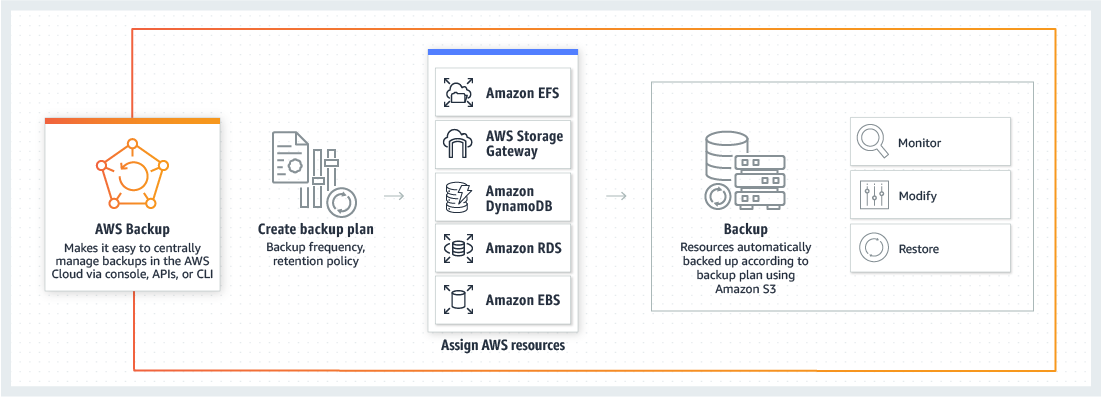 AWS Backup
Makes it easy to centrally
manage backups in the AWS
Cloud via console, APIs, or CLI
Create backup plan
Backup frequency,
retention policy
Amazon EFS
AWS Storage
Gateway
Amazon
DynamoDB
Amazon RDS
Amazon EBS
Assign AWS resources
Backup
Resources automatically
backed up according to
backup plan using
Amazon S3
Monitor
Modify
Restore